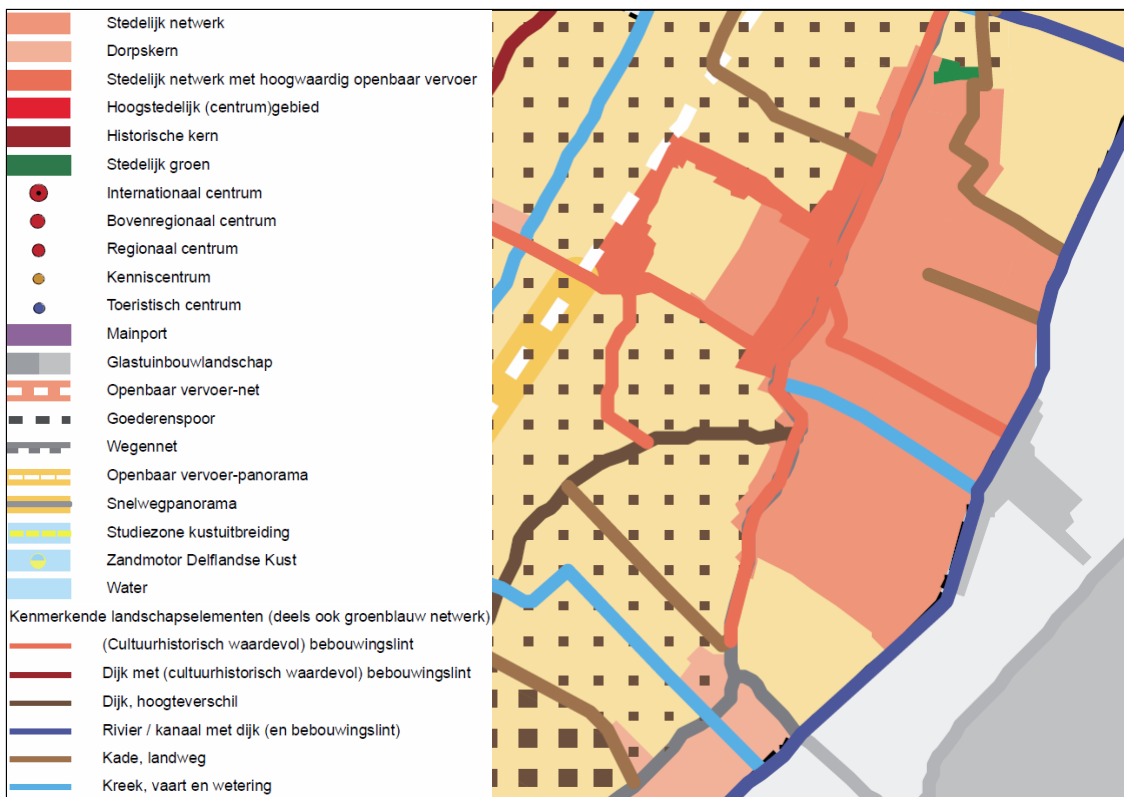 Stedelijk netwerk
Dorpskern
Stedelijk netwerk met hoogwaardig openbaar vervoer
Hoogstedelijk (centrum)gebied
Historische kern
Stedelijk groen
Internationaal centrum
Bovenregionaal centrum
Regionaal centrum
Kenniscentrum
Toeristisch centrum
Mainport
Glastuinbouwlandschap
Openbaar vervoer-net
Goederenspoor
Wegennet
Openbaar vervoer-panorama
Snelwegpanorama
Studiezone kustuitbreiding
Zandmotor Delflandse Kust
Water
Kenmerkende landschapselementen (deels ook groenblauw netwerk)
(Cultuurhistorisch waardevol) bebouwingslint
Dijk met (cultuurhistorisch waardevol) bebouwingslint
Dijk, hoogteverschil
Rivier / kanaal met dijk (en bebouwingslint)
Kade, landweg
Kreek, vaart en wetering